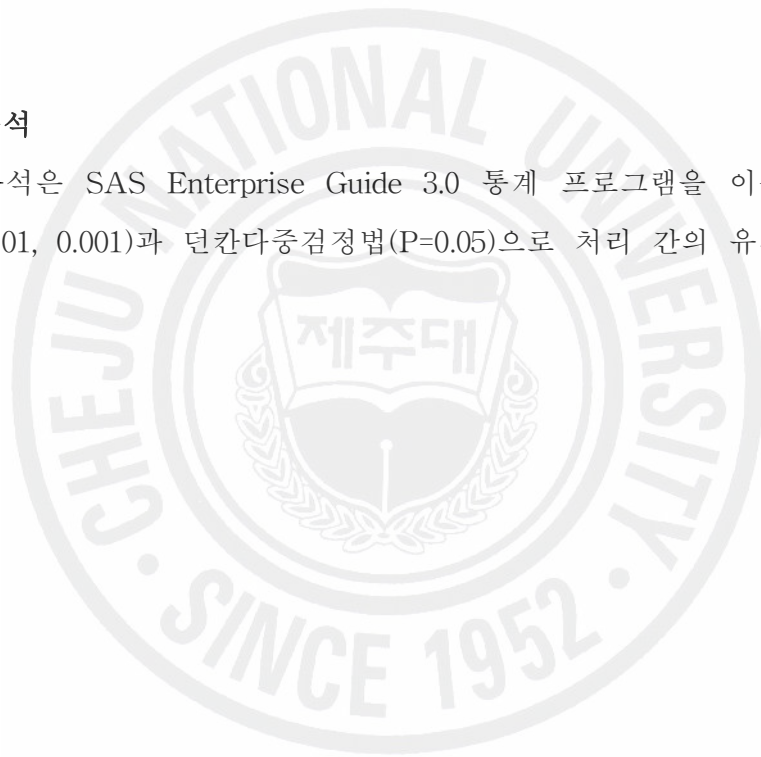 석
석은 SAS Enterprise Guide 3.0 통계 프로그램을 이
01, 0.001)과 던칸다중검정법(P=0.05)으로 처리 간의 유
CHEJU NATIONAL UNIVERSITY
제주대
SINCE 1952